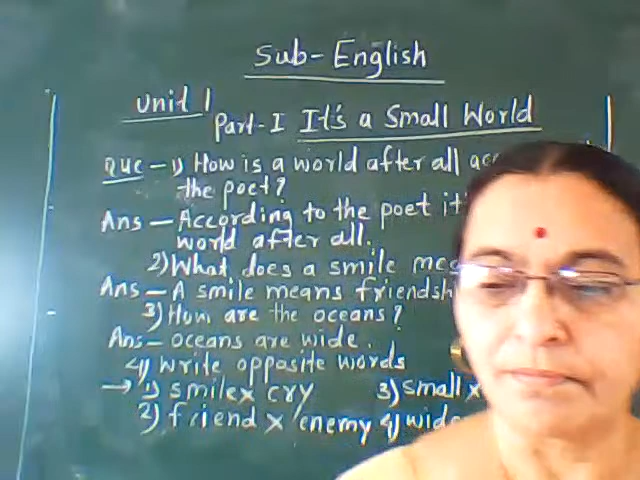 Sub- English
Unit 1
Part-I It's a Small World
Que - 1) How is a world after all
the poet?
Ans - According to the poet it
world after all.
2) What does a smile
Ans - A smile means
3) How are the oceans?
Ans- oceans are wide.
4) Write opposite words
→ 1) smile x cry 3) small x
2) friend x enemy 4) wide